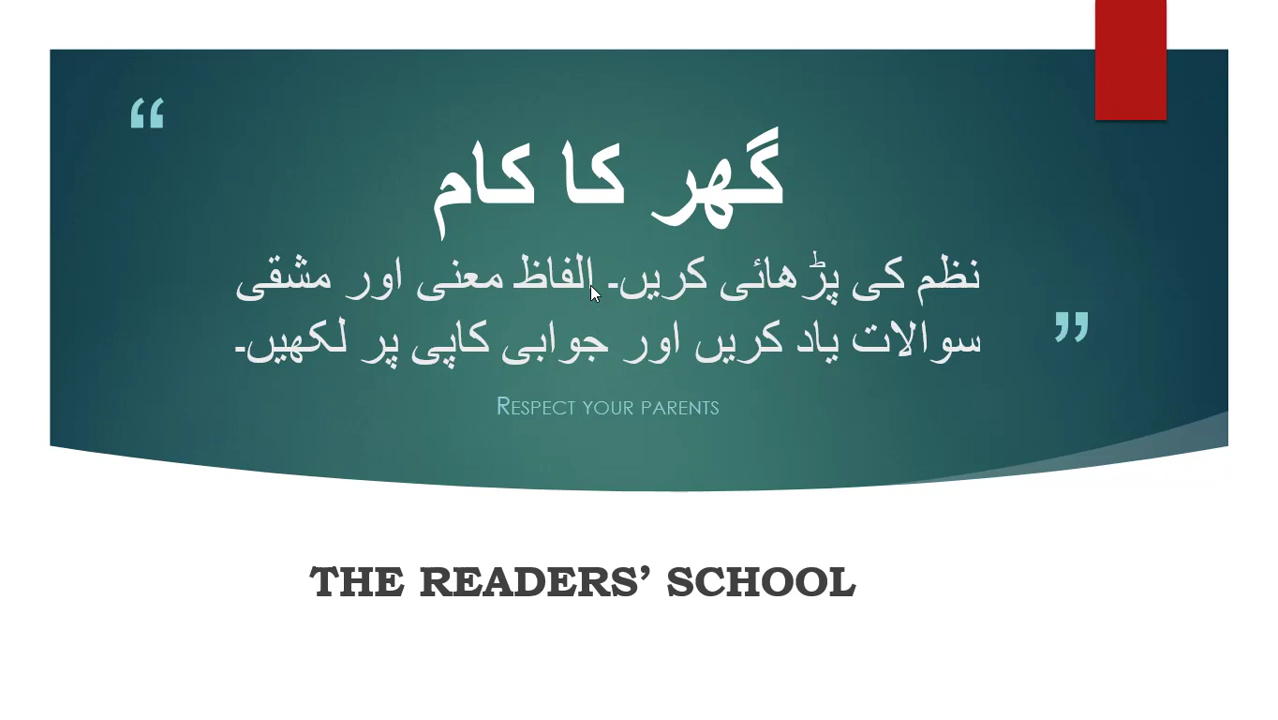 گھر کا کام
نظم کی پڑھائی کریں۔ الفاظ معنی اور مشقی
سوالات یاد کریں اور جوابی کاپی پر لکھیں۔
RESPECT YOUR PARENTS
THE READERS’ SCHOOL